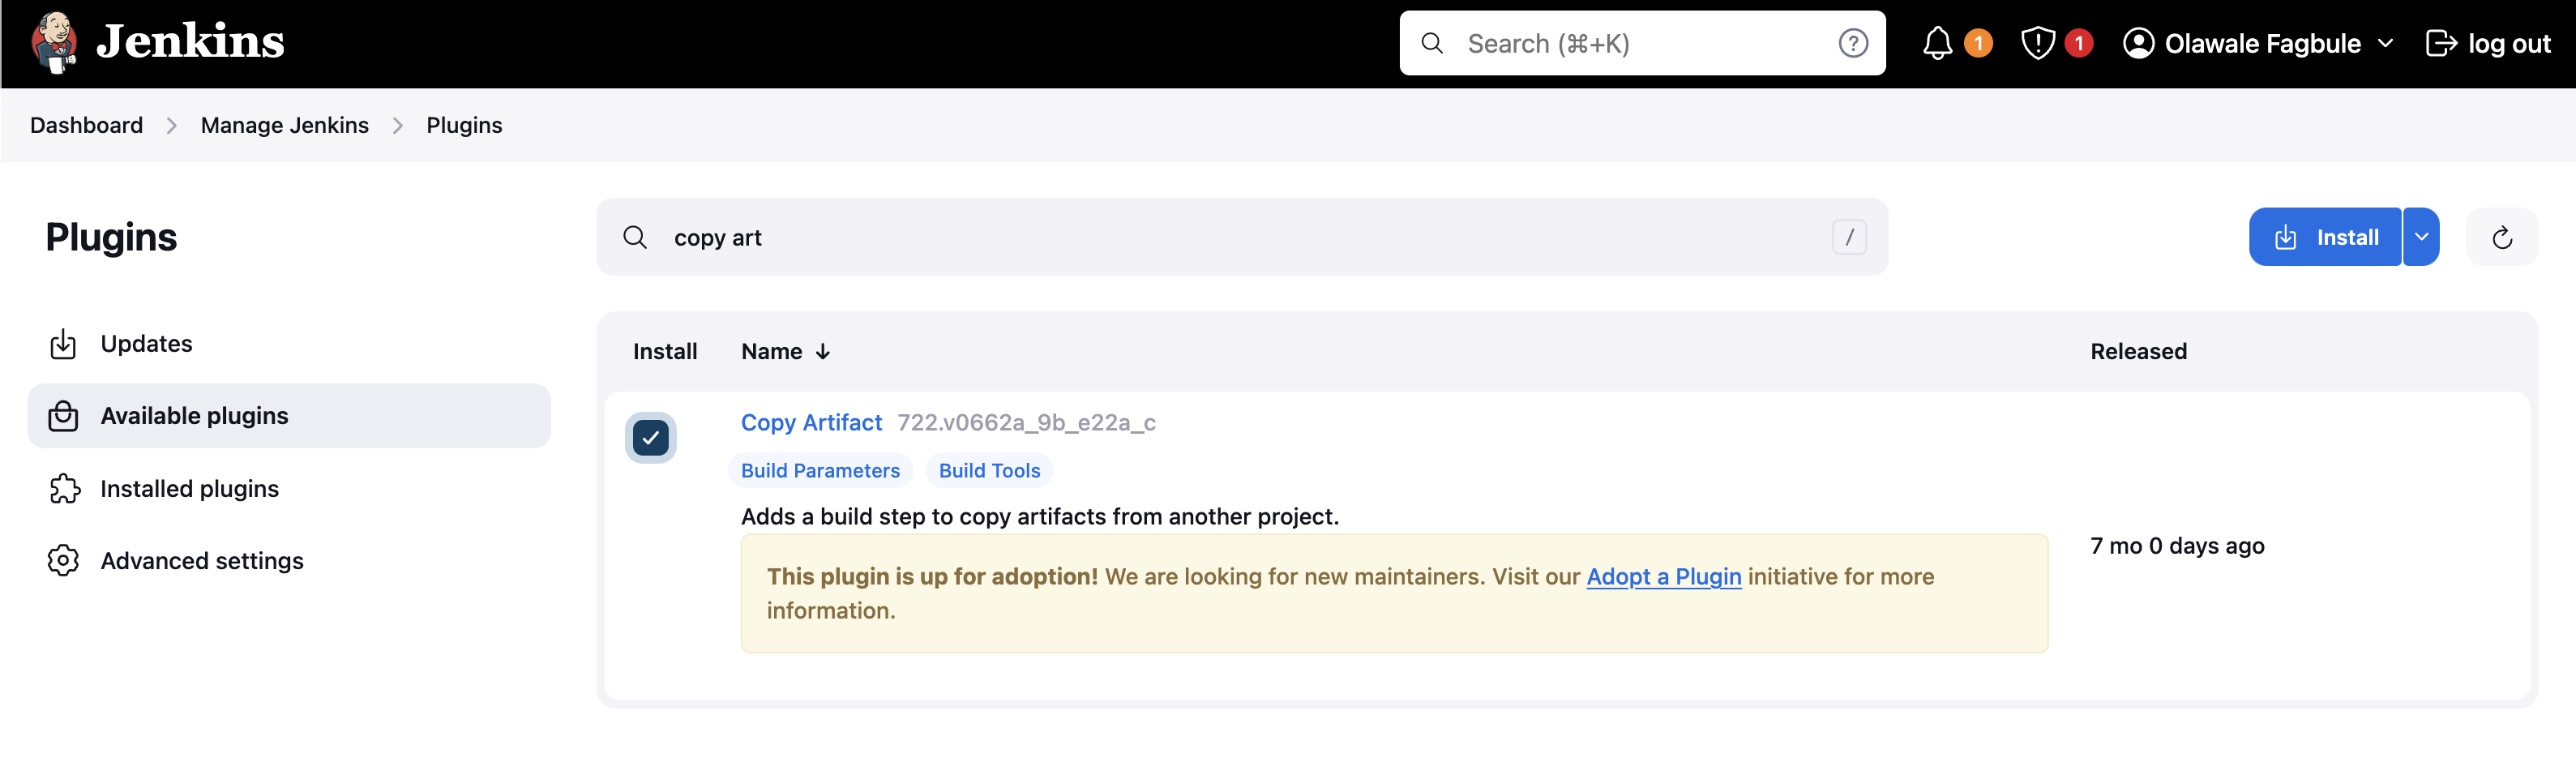 Jenkins
Search (⌘+K)
?
1
1
Olawale Fagbule
log out
Dashboard
Manage Jenkins
Plugins
Plugins
copy art
/
Install
Updates
Available plugins
Installed plugins
Advanced settings
Install Name ↓ Released
Copy Artifact 722.v0662a_9b_e22a_c
Build Parameters Build Tools
Adds a build step to copy artifacts from another project.
This plugin is up for adoption! We are looking for new maintainers. Visit our Adopt a Plugin initiative for more
information.
7 mo 0 days ago